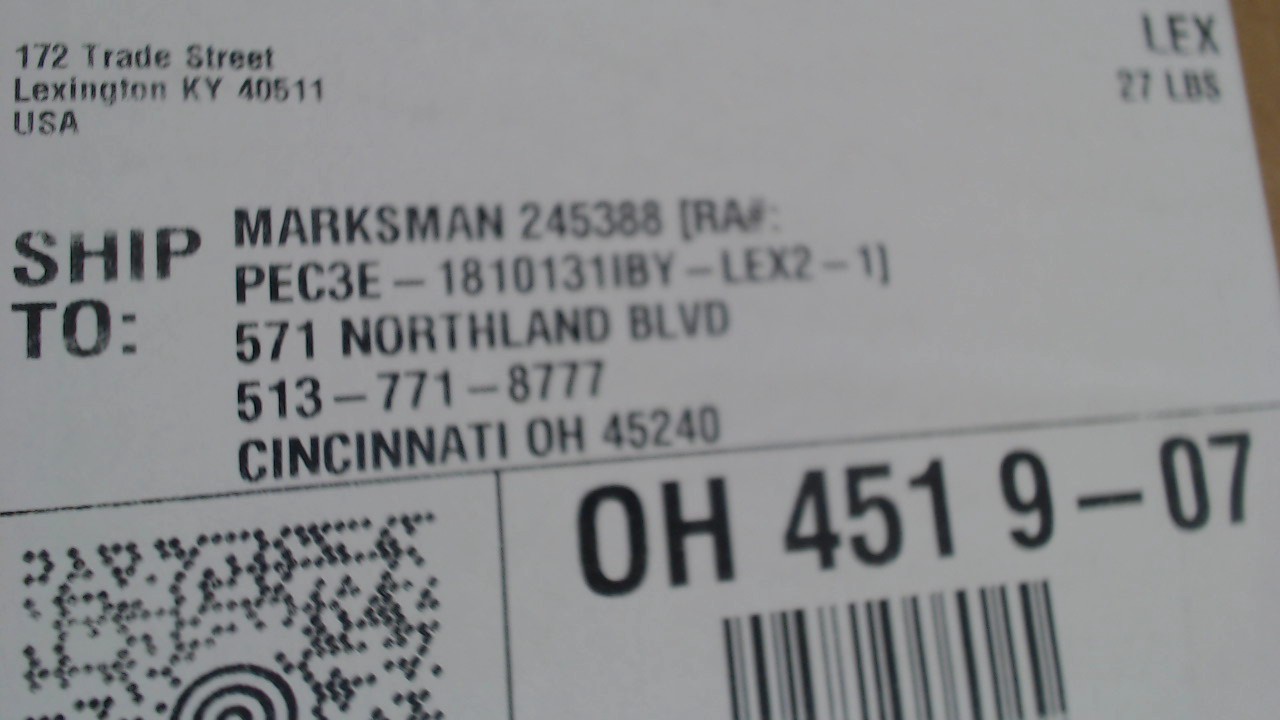 172 Trade Street
Lexington KY 40511
USA
LEX
27 LBS
SHIP TO:
MARKSMAN 245388 [RA#:
PEC3E-1810131IBY-LEX2-1]
571 NORTHLAND BLVD
513-771-8777
CINCINNATI OH 45240
OH 451 9-07